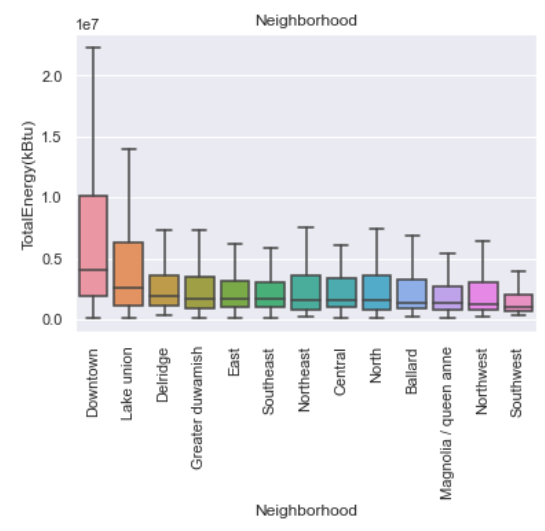 Neighborhood
1e7
TotalEnergy(kBtu)
2.0
1.5
1.0
0.5
0.0
Downtown
Lake union
Delridge
Greater duwamish
East
Southeast
Northeast
Central
North
Ballard
Magnolia / queen anne
Northwest
Southwest
Neighborhood